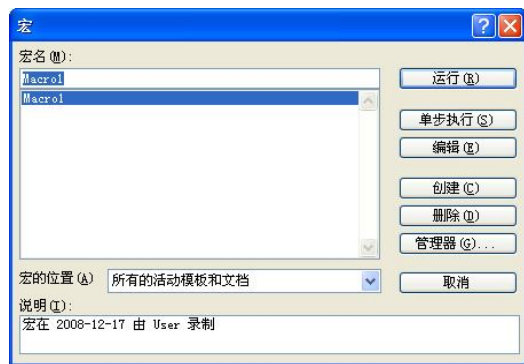 宏
宏名(M):
Macro1
Macro1
运行(R)
单步执行(S)
编辑(E)
创建(C)
删除(D)
管理器(G)...
宏的位置(A)
所有的活动模板和文档
取消
说明(I):
宏在 2008-12-17 由 User 录制